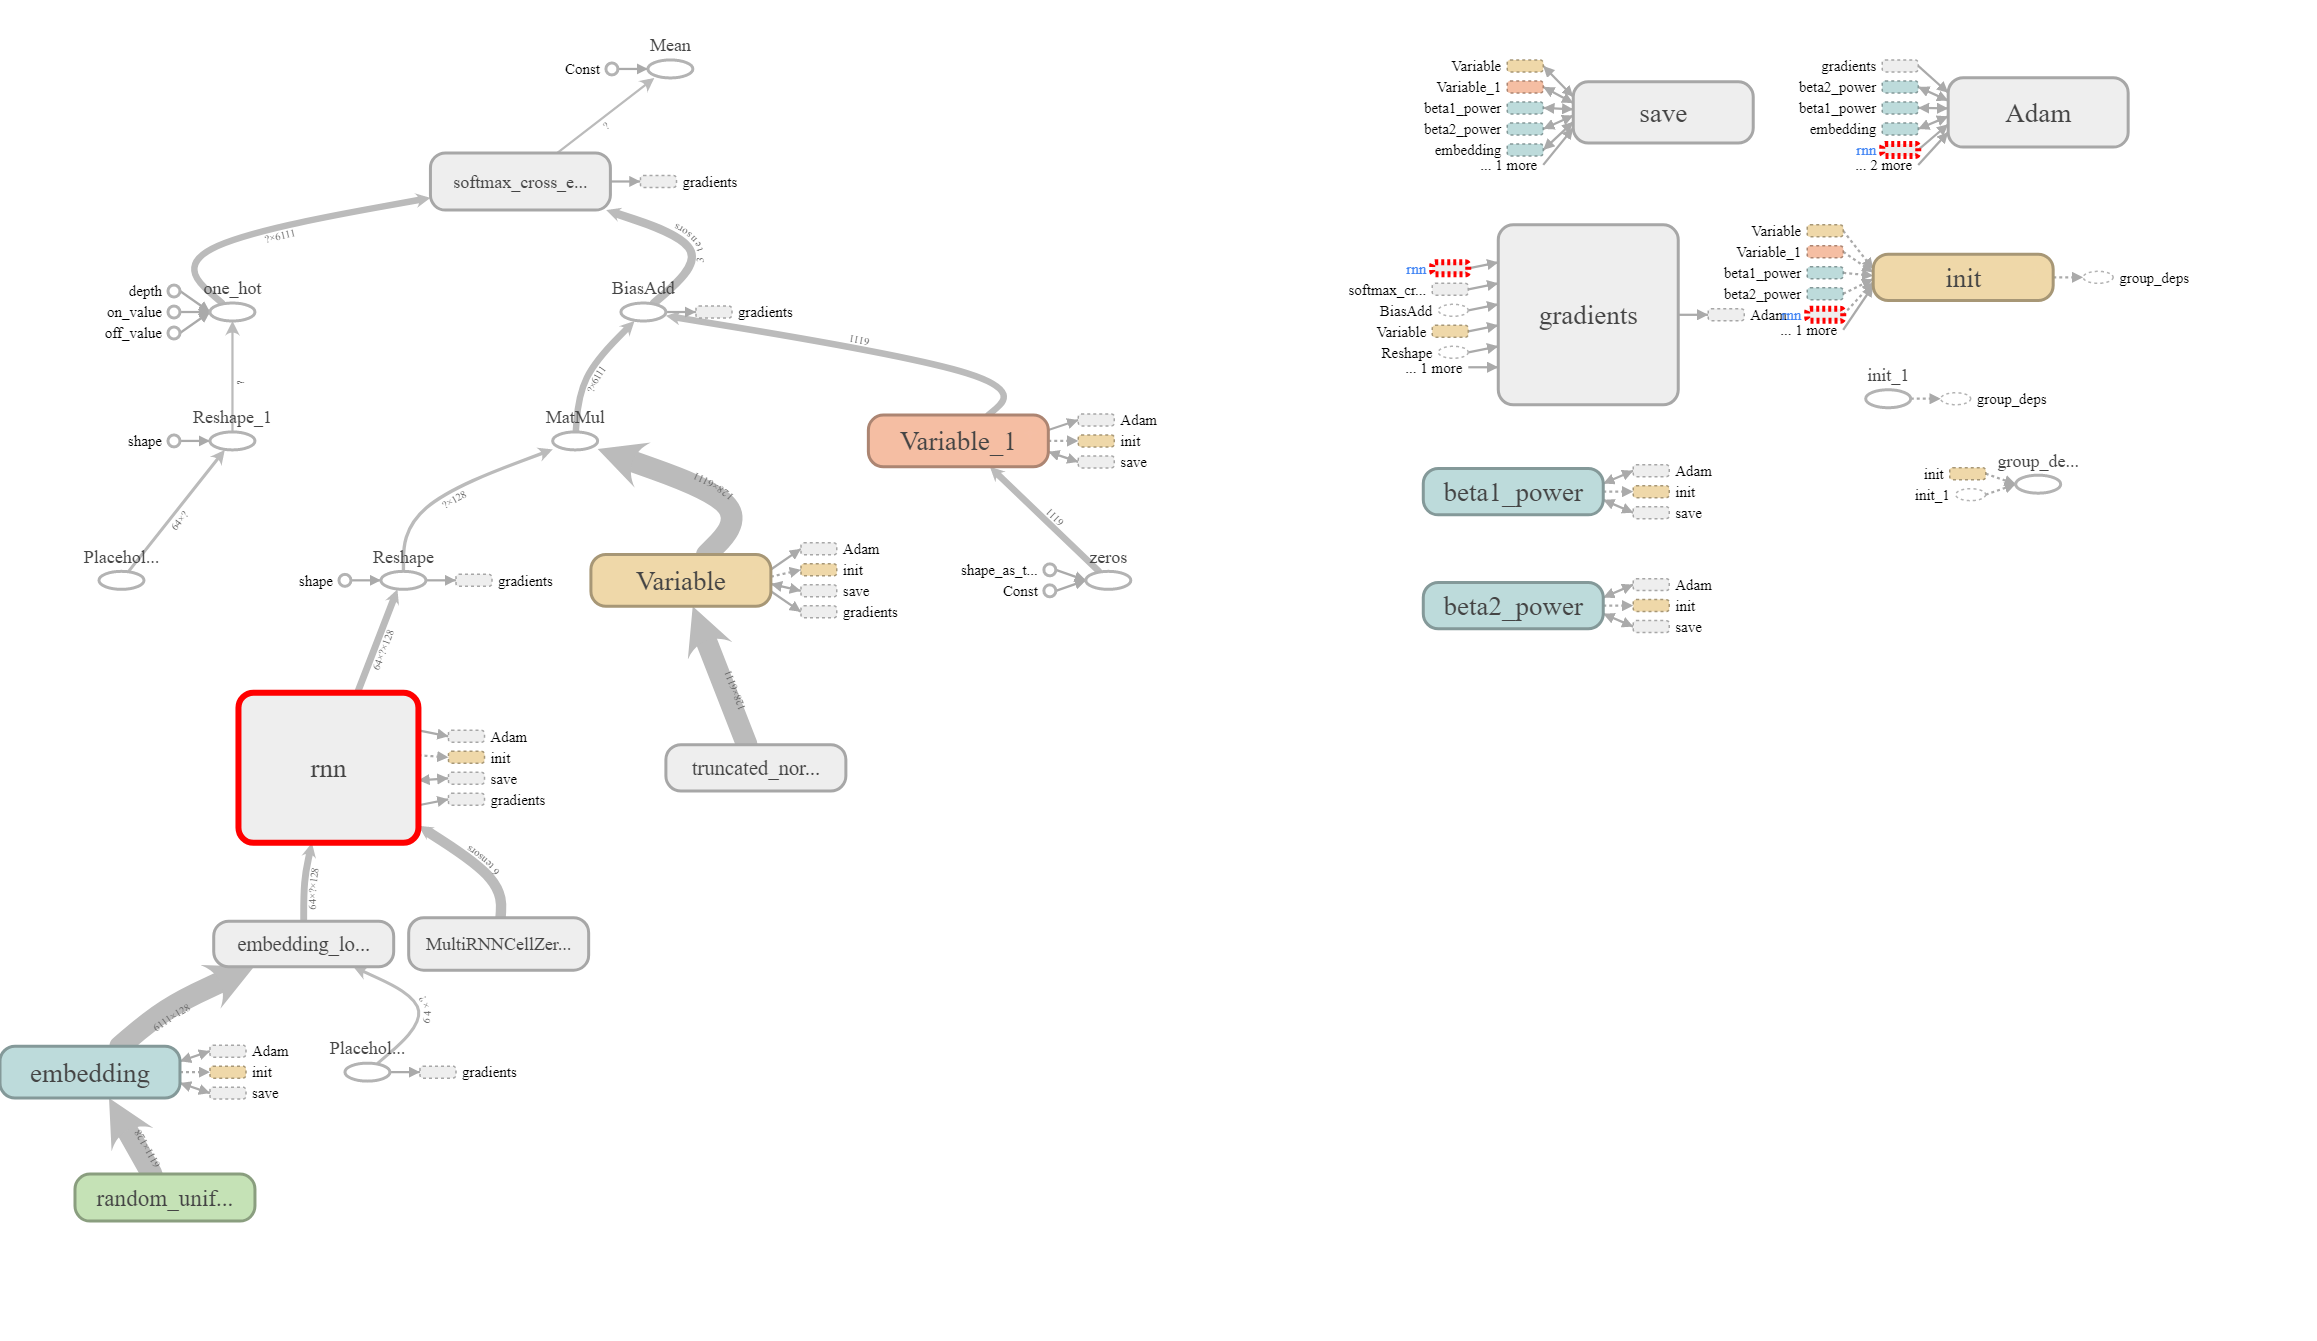 Mean
Const
?
softmax_cross_e...
gradients
?×6111
3 tensors
depth
on_value
off_value
one_hot
BiasAdd
gradients
6111
?×6111
?
Reshape_1
shape
MatMul
Variable_1
Adam
init
save
6111×128
?×128
64×?
6111
Placehol...
Reshape
shape
gradients
Variable
Adam
init
save
gradients
zeros
shape_as_t...
Const
64×?×128
6111×128
rnn
Adam
init
save
gradients
truncated_nor...
6 tensors
64×?×128
embedding_lo...
MultiRNNCellZer...
6111×128
64×?
Placehol...
gradients
embedding
Adam
init
save
6111×128
random_unif...
Variable
Variable_1
beta1_power
beta2_power
embedding
... 1 more
save
gradients
beta2_power
beta1_power
embedding
rnn
... 2 more
Adam
rnn
softmax_cr...
BiasAdd
Variable
Reshape
... 1 more
gradients
Adam
Variable
Variable_1
beta1_power
beta2_power
rnn
... 1 more
init
group_deps
init_1
group_deps
beta1_power
Adam
init
save
group_de...
init
init_1
beta2_power
Adam
init
save